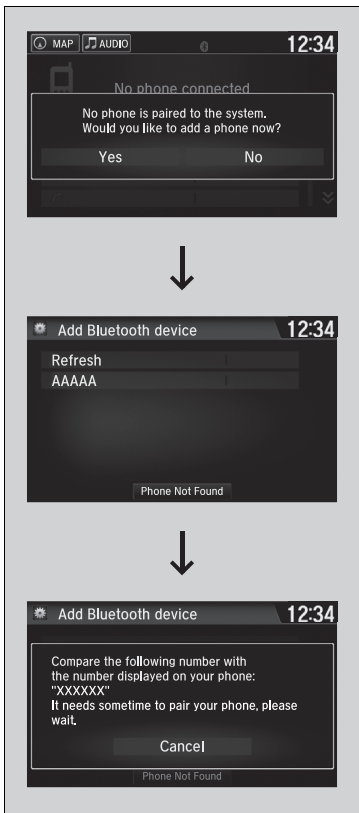 MAP AUDIO 12:34
No phone connected
No phone is paired to the system.
Would you like to add a phone now?
Yes No
Add Bluetooth device 12:34
Refresh
AAAAA
Phone Not Found
Add Bluetooth device 12:34
Compare the following number with
the number displayed on your phone:
"XXXXXX"
It needs sometime to pair your phone, please
wait.
Cancel
Phone Not Found